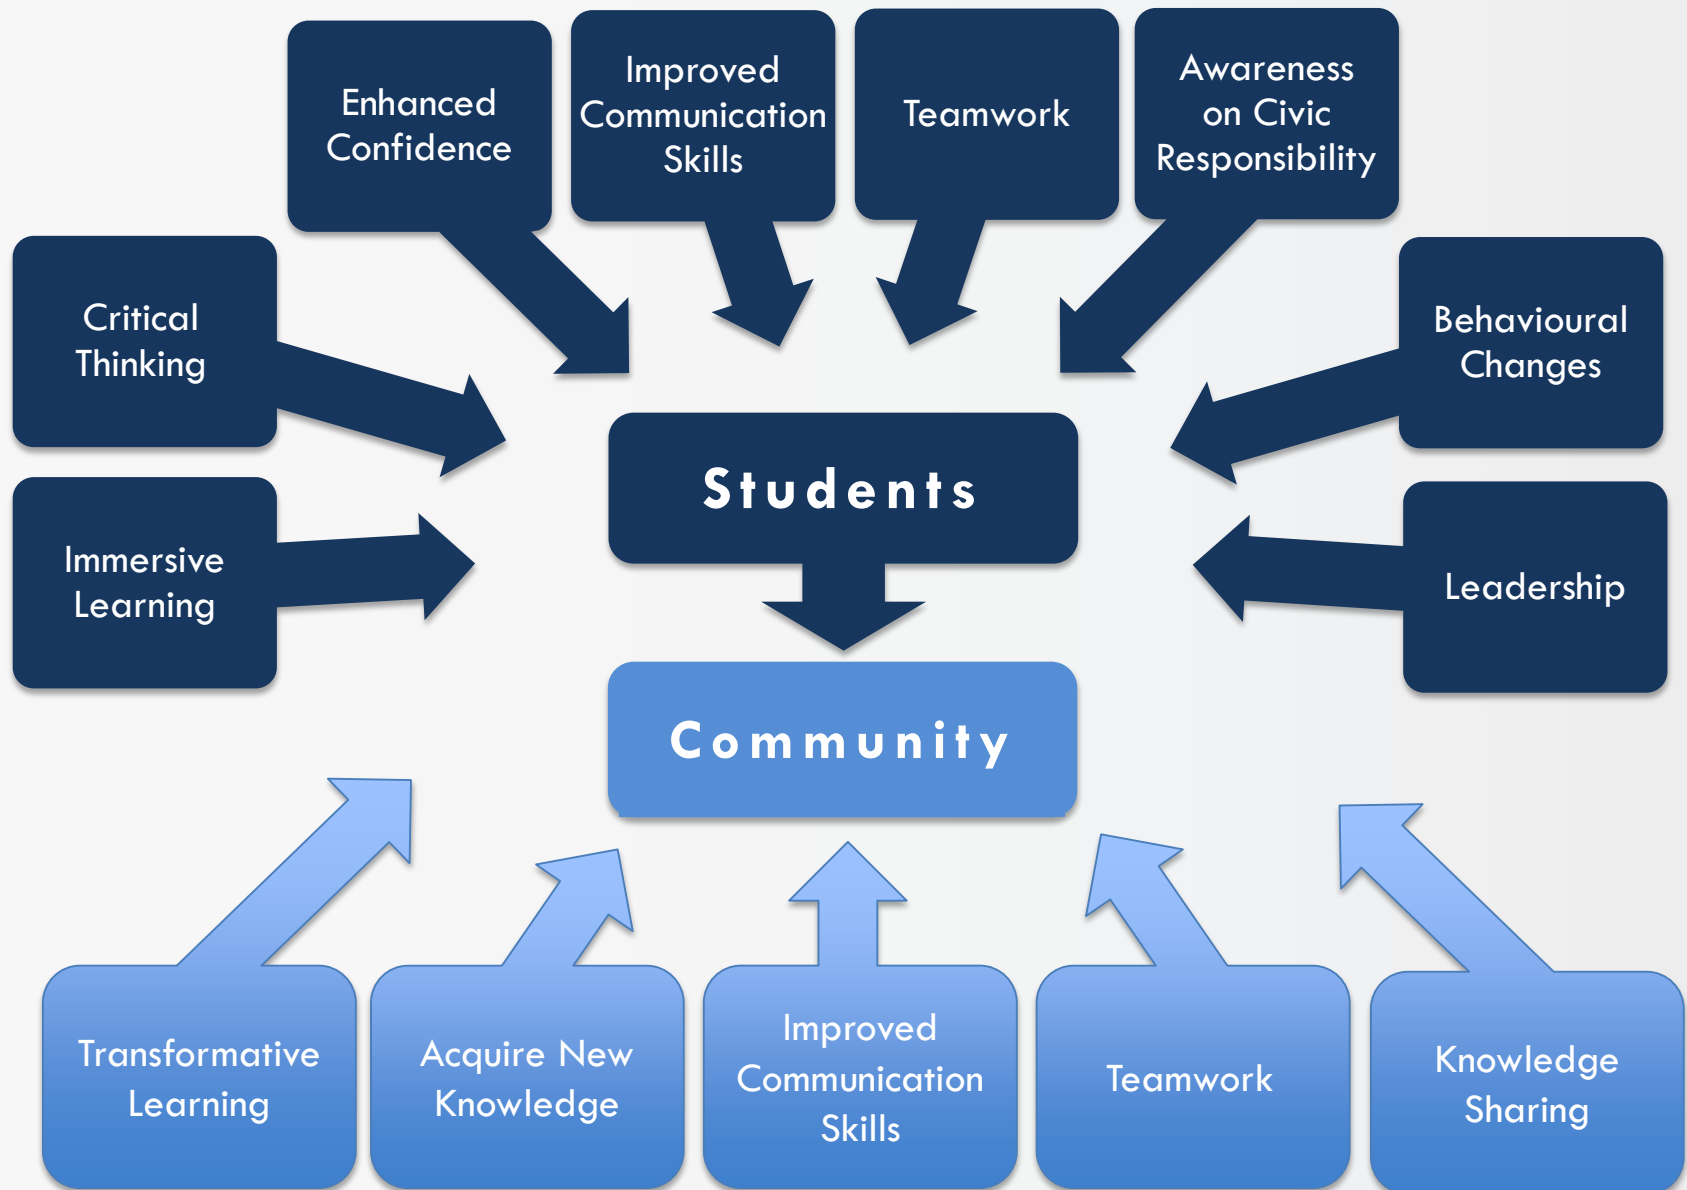 Enhanced
Confidence
Improved
Communication
Skills
Teamwork
Awareness
on Civic
Responsibility
Critical
Thinking
Behavioural
Changes
Students
Immersive
Learning
Leadership
Community
Transformative
Learning
Acquire New
Knowledge
Improved
Communication
Skills
Teamwork
Knowledge
Sharing